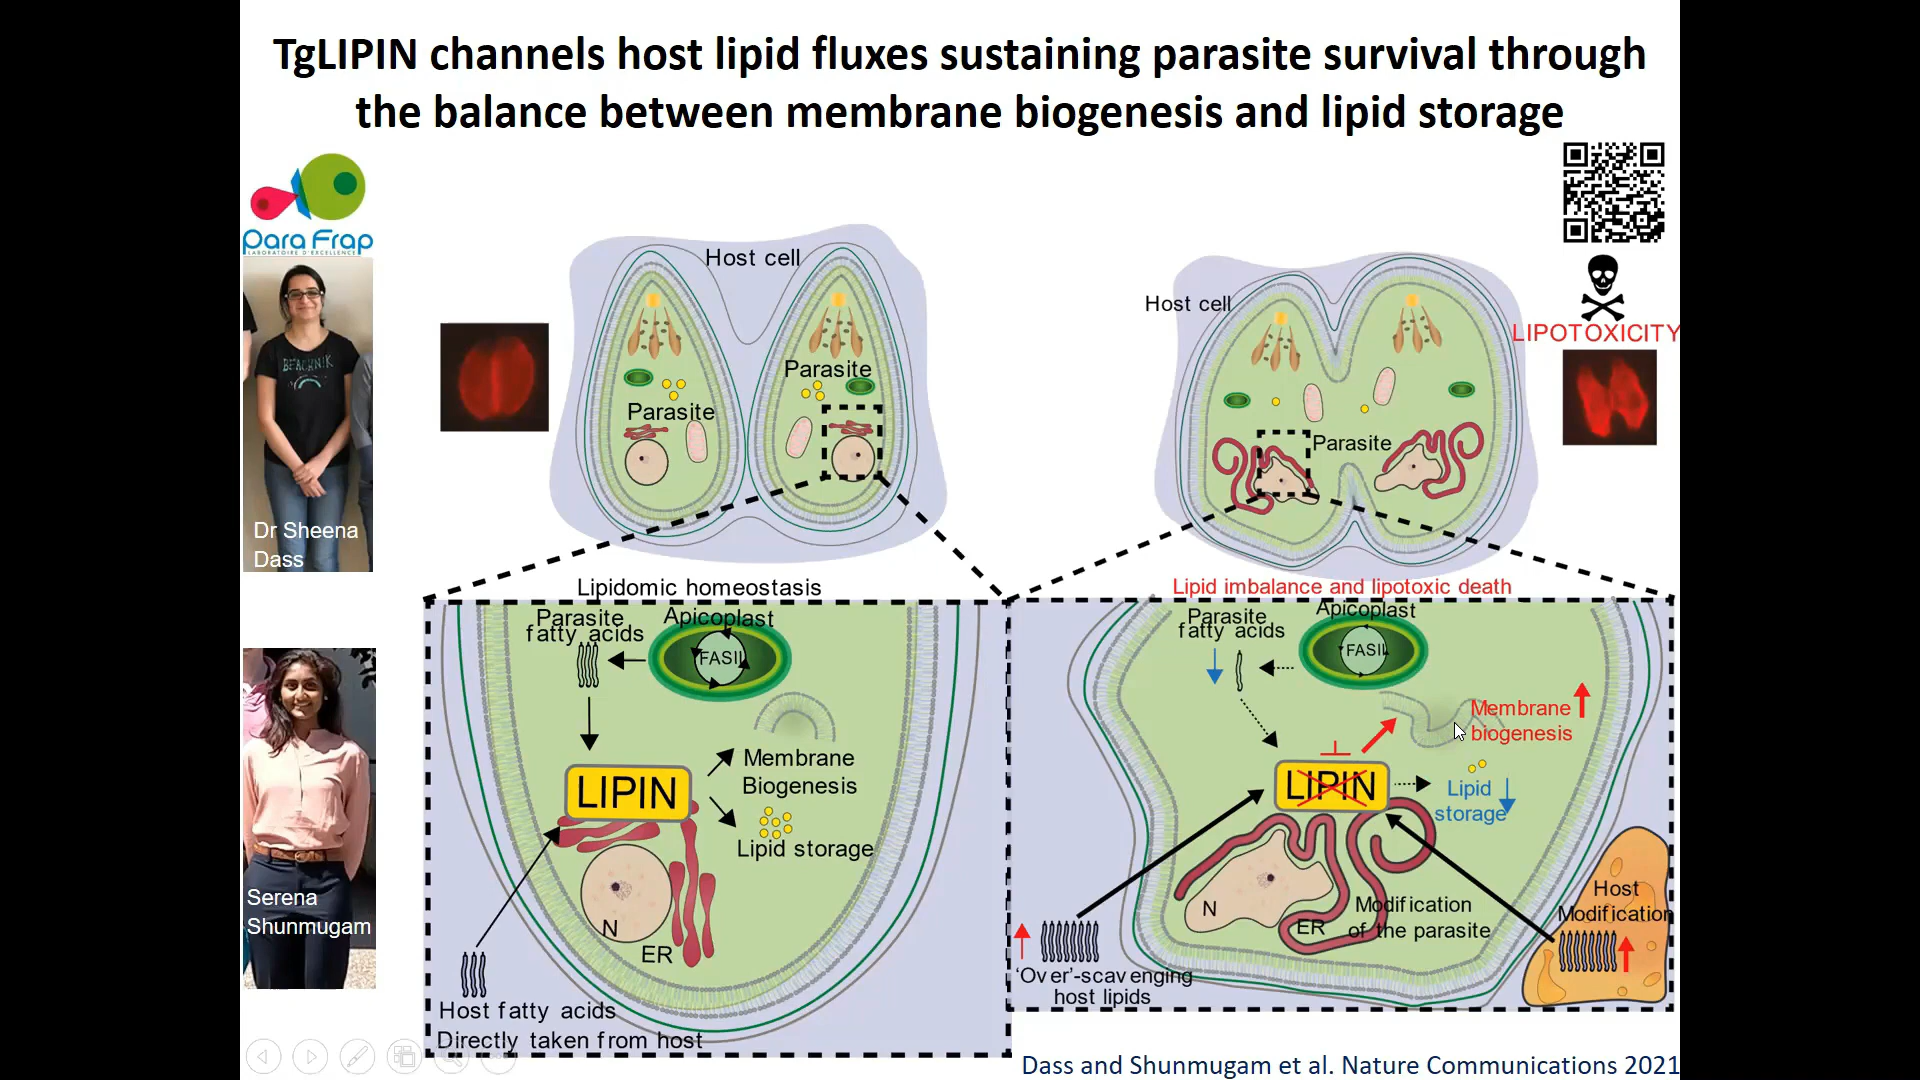 TgLIPIN channels host lipid fluxes sustaining parasite survival through
the balance between membrane biogenesis and lipid storage
Para Frap
LABORATOIRE D'EXCELLENCE
Dr Sheena
Dass
Serena
Shunmugam
Host cell
Parasite
Parasite
Host cell
Parasite
LIPOTOXICITY
Lipidomic homeostasis
Parasite
fatty acids
Apicoplast
FASII
LIPIN
Membrane
Biogenesis
Lipid storage
N
ER
Host fatty acids
Directly taken from host
Lipid imbalance and lipotoxic death
Parasite
fatty acids
Apicoplast
FASII
Membrane
biogenesis
LIPIN
Lipid
storage
N
ER
Modification
of the parasite
Host
Modification
'Over'-scavenging
host lipids
Dass and Shunmugam et al. Nature Communications 2021